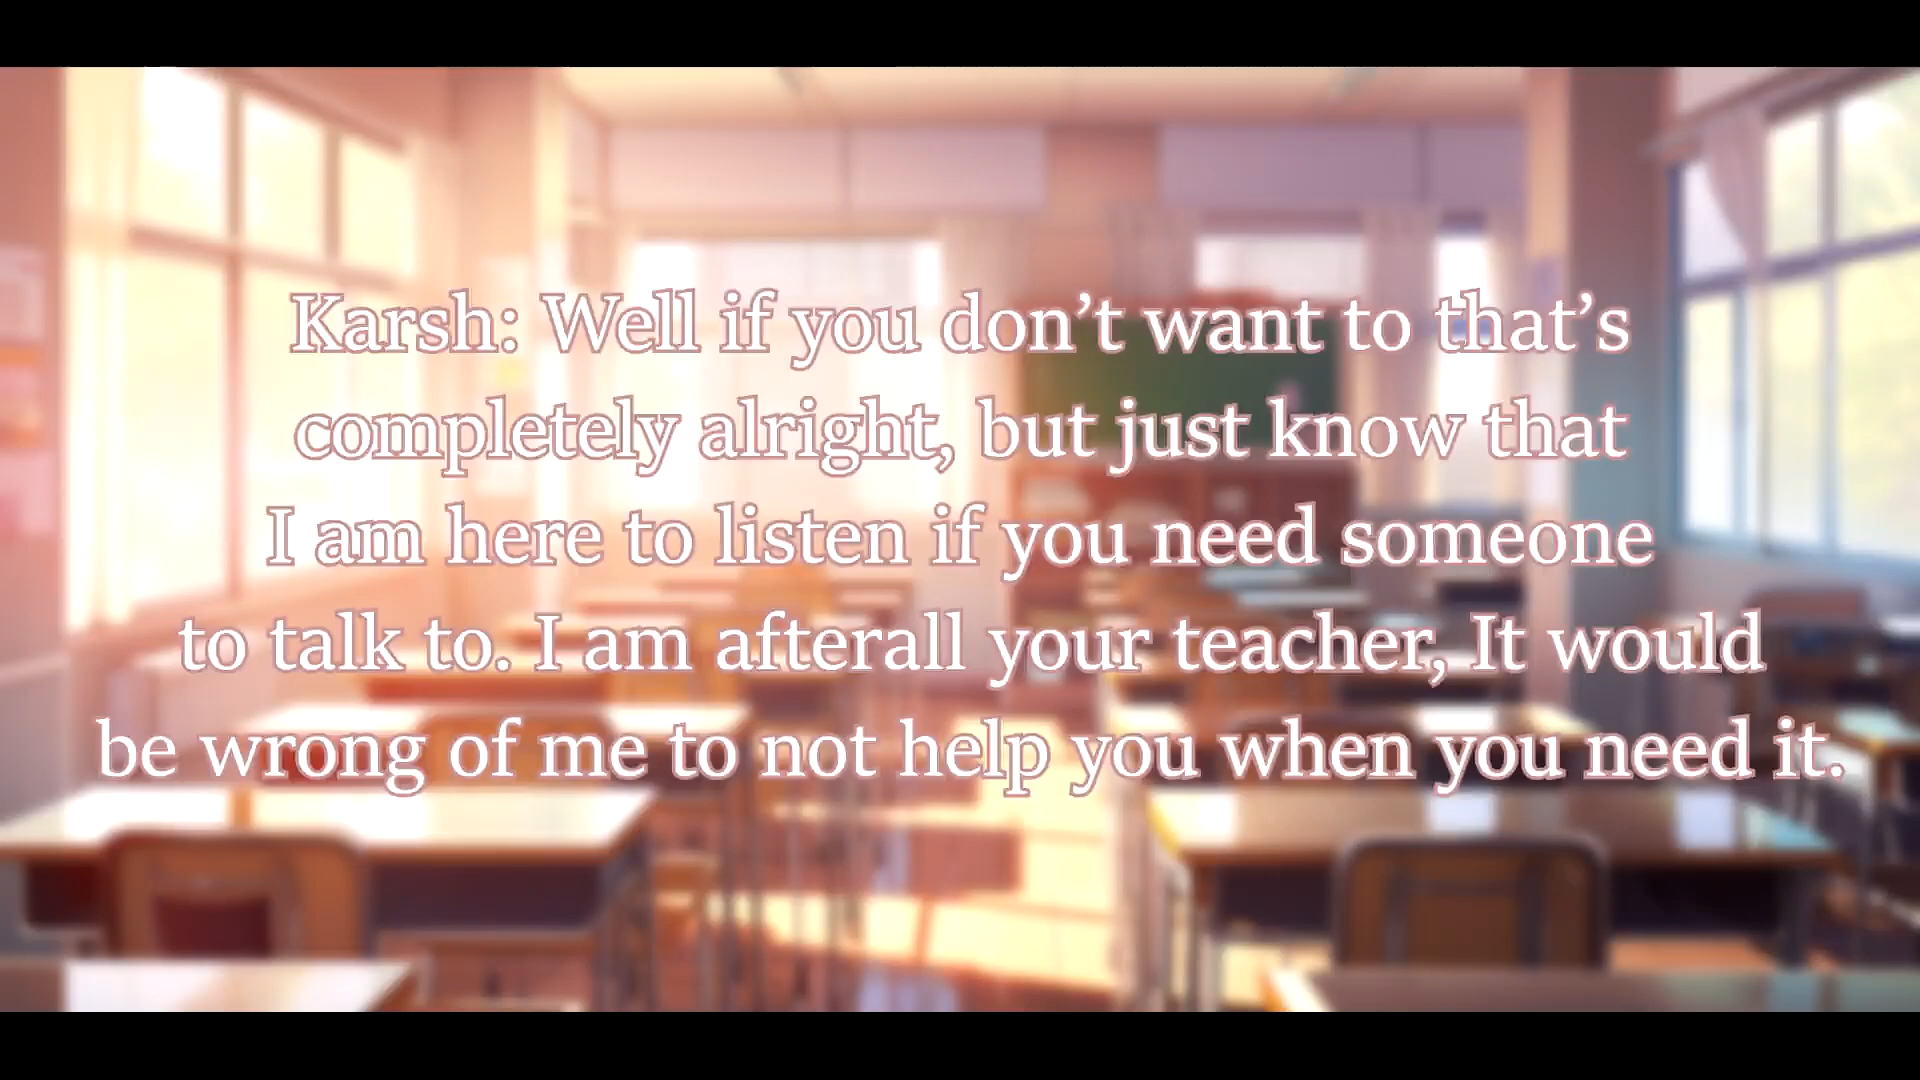 Karsh: Well if you don’t want to that’s
completely alright, but just know that
I am here to listen if you need someone
to talk to. I am afterall your teacher, It would
be wrong of me to not help you when you need it.